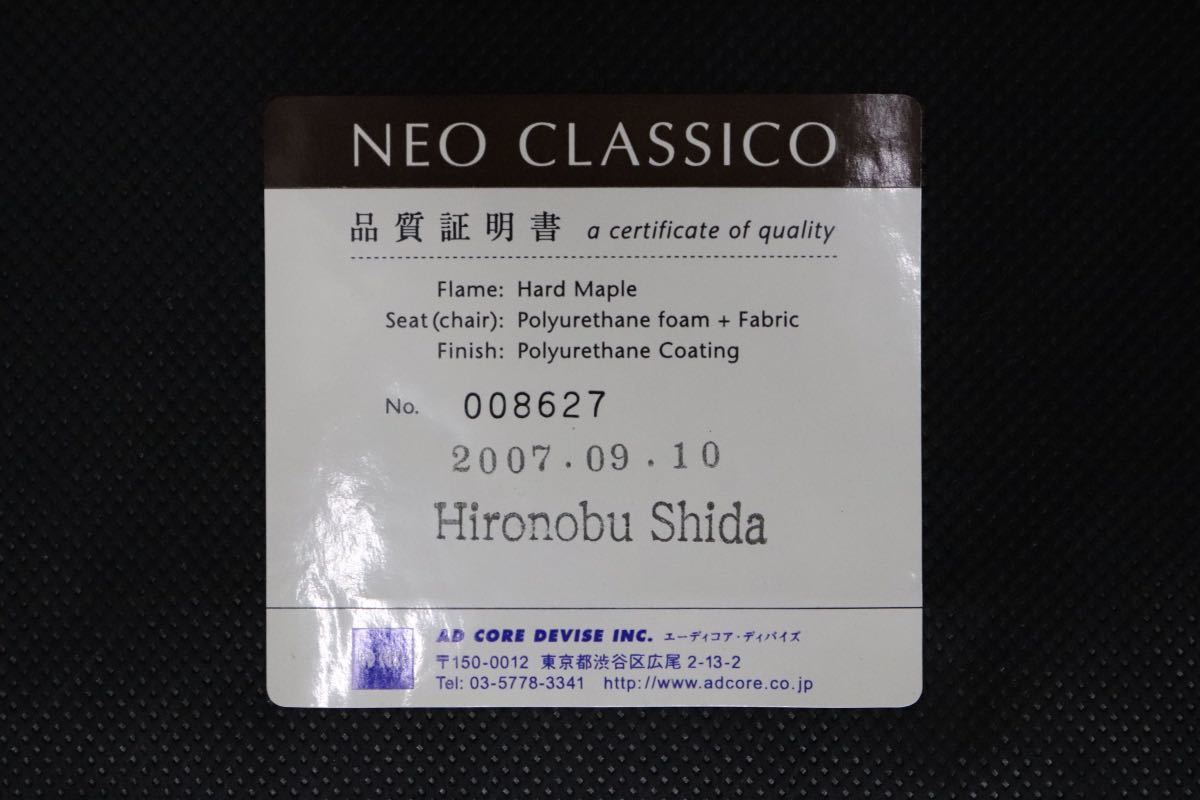 NEO CLASSICO
品質証明書 a certificate of quality
Flame: Hard Maple
Seat (chair): Polyurethane foam + Fabric
Finish: Polyurethane Coating
No. 008627
2007.09.10
Hironobu Shida
AD CORE DEVISE INC. エーディコア・ディバイズ
〒150-0012 東京都渋谷区広尾 2-13-2
Tel: 03-5778-3341 http://www.adcore.co.jp